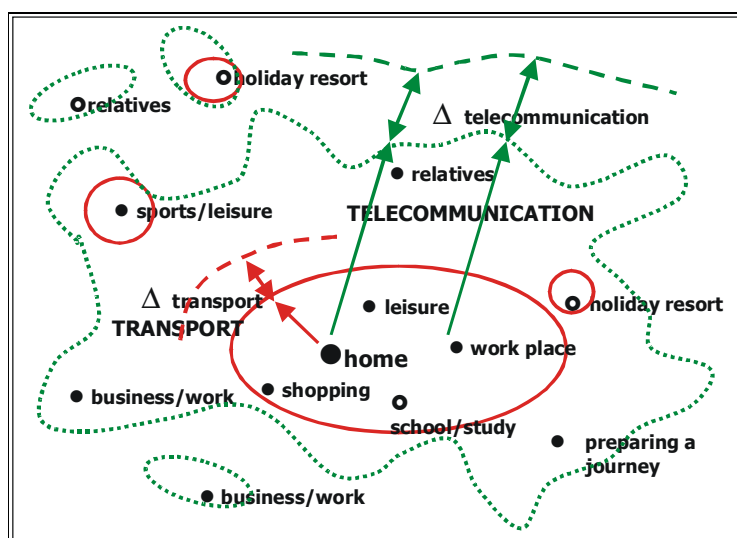 holiday resort
relatives
Δ telecommunication
relatives
sports/leisure
TELECOMMUNICATION
Δ transport
TRANSPORT
leisure
holiday resort
home
work place
shopping
business/work
school/study
preparing a
journey
business/work